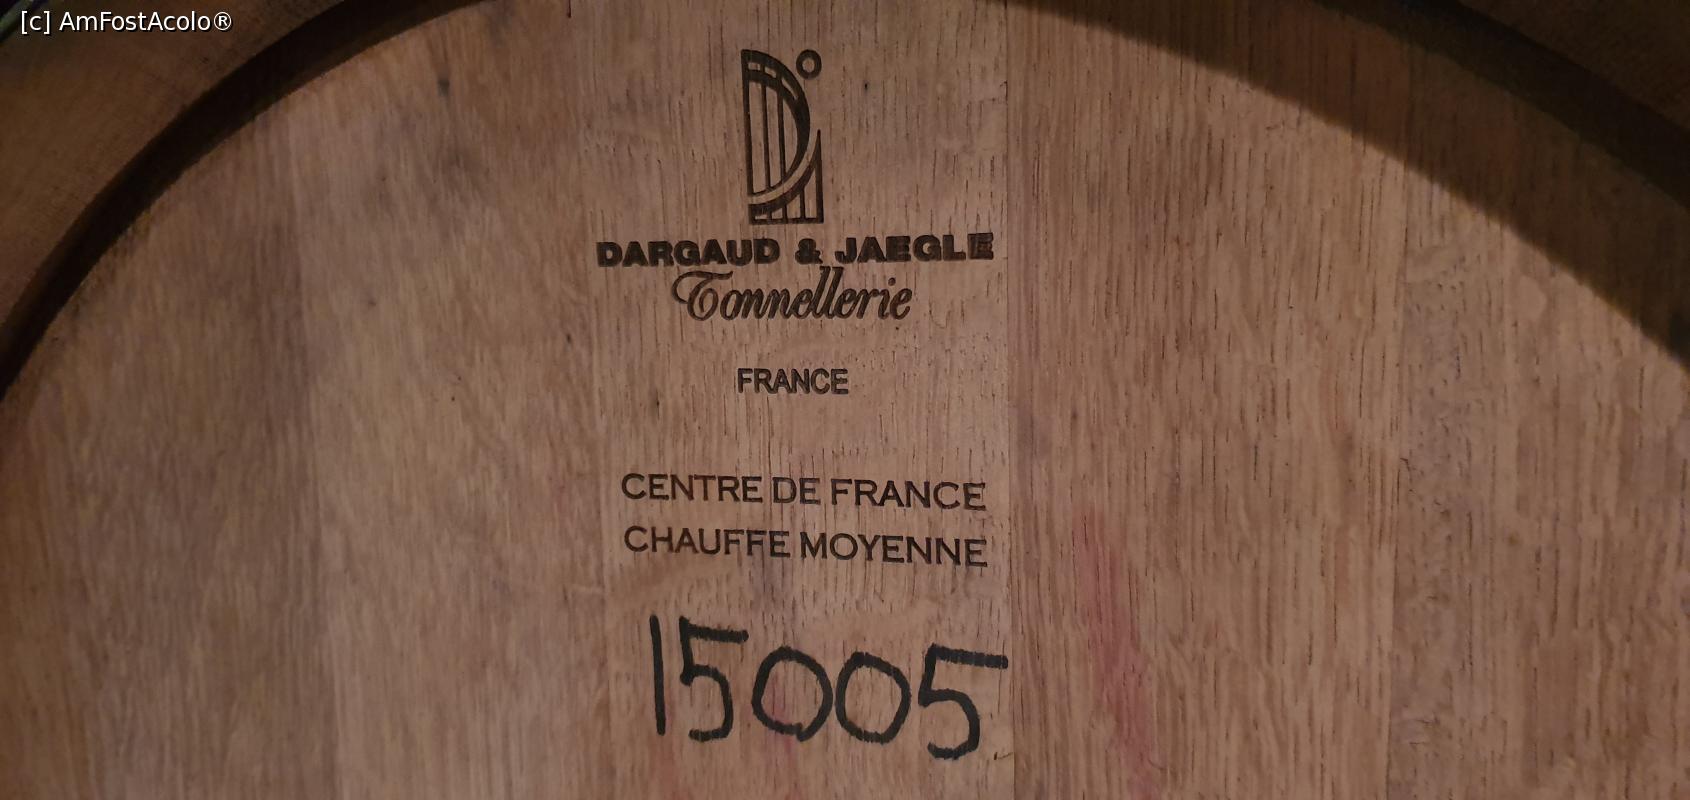 [c] AmFostAcolo®
DARGAUD & JAEGLE
Tonnellerie
FRANCE
CENTRE DE FRANCE
CHAUFFE MOYENNE
15005